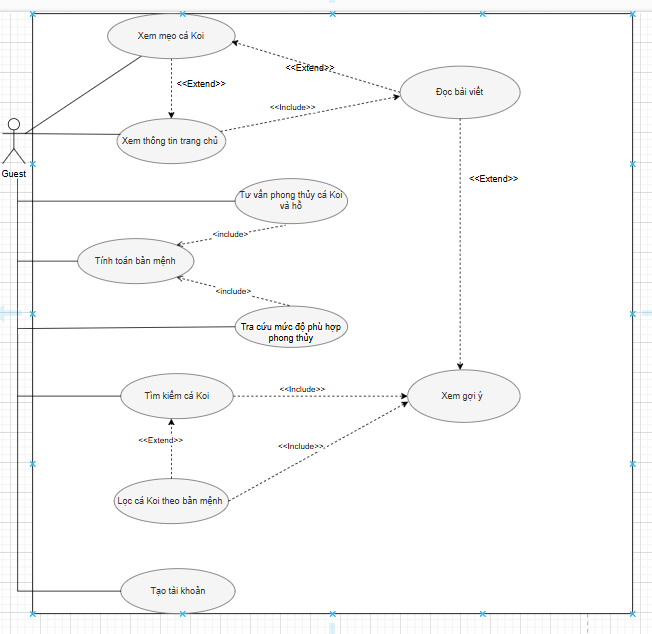 Xem mẹo cá Koi
<<Extend>>
<<Extend>>
Đọc bài viết
<<Include>>
Xem thông tin trang chủ
Guest
<<Extend>>
Tư vấn phong thủy cá Koi
và hồ
<include>
Tính toán bản mệnh
<include>
Tra cứu mức độ phù hợp
phong thủy
Tìm kiếm cá Koi
<<Include>>
Xem gợi ý
<<Extend>>
<<Include>>
Lọc cá Koi theo bản mệnh
Tạo tài khoản